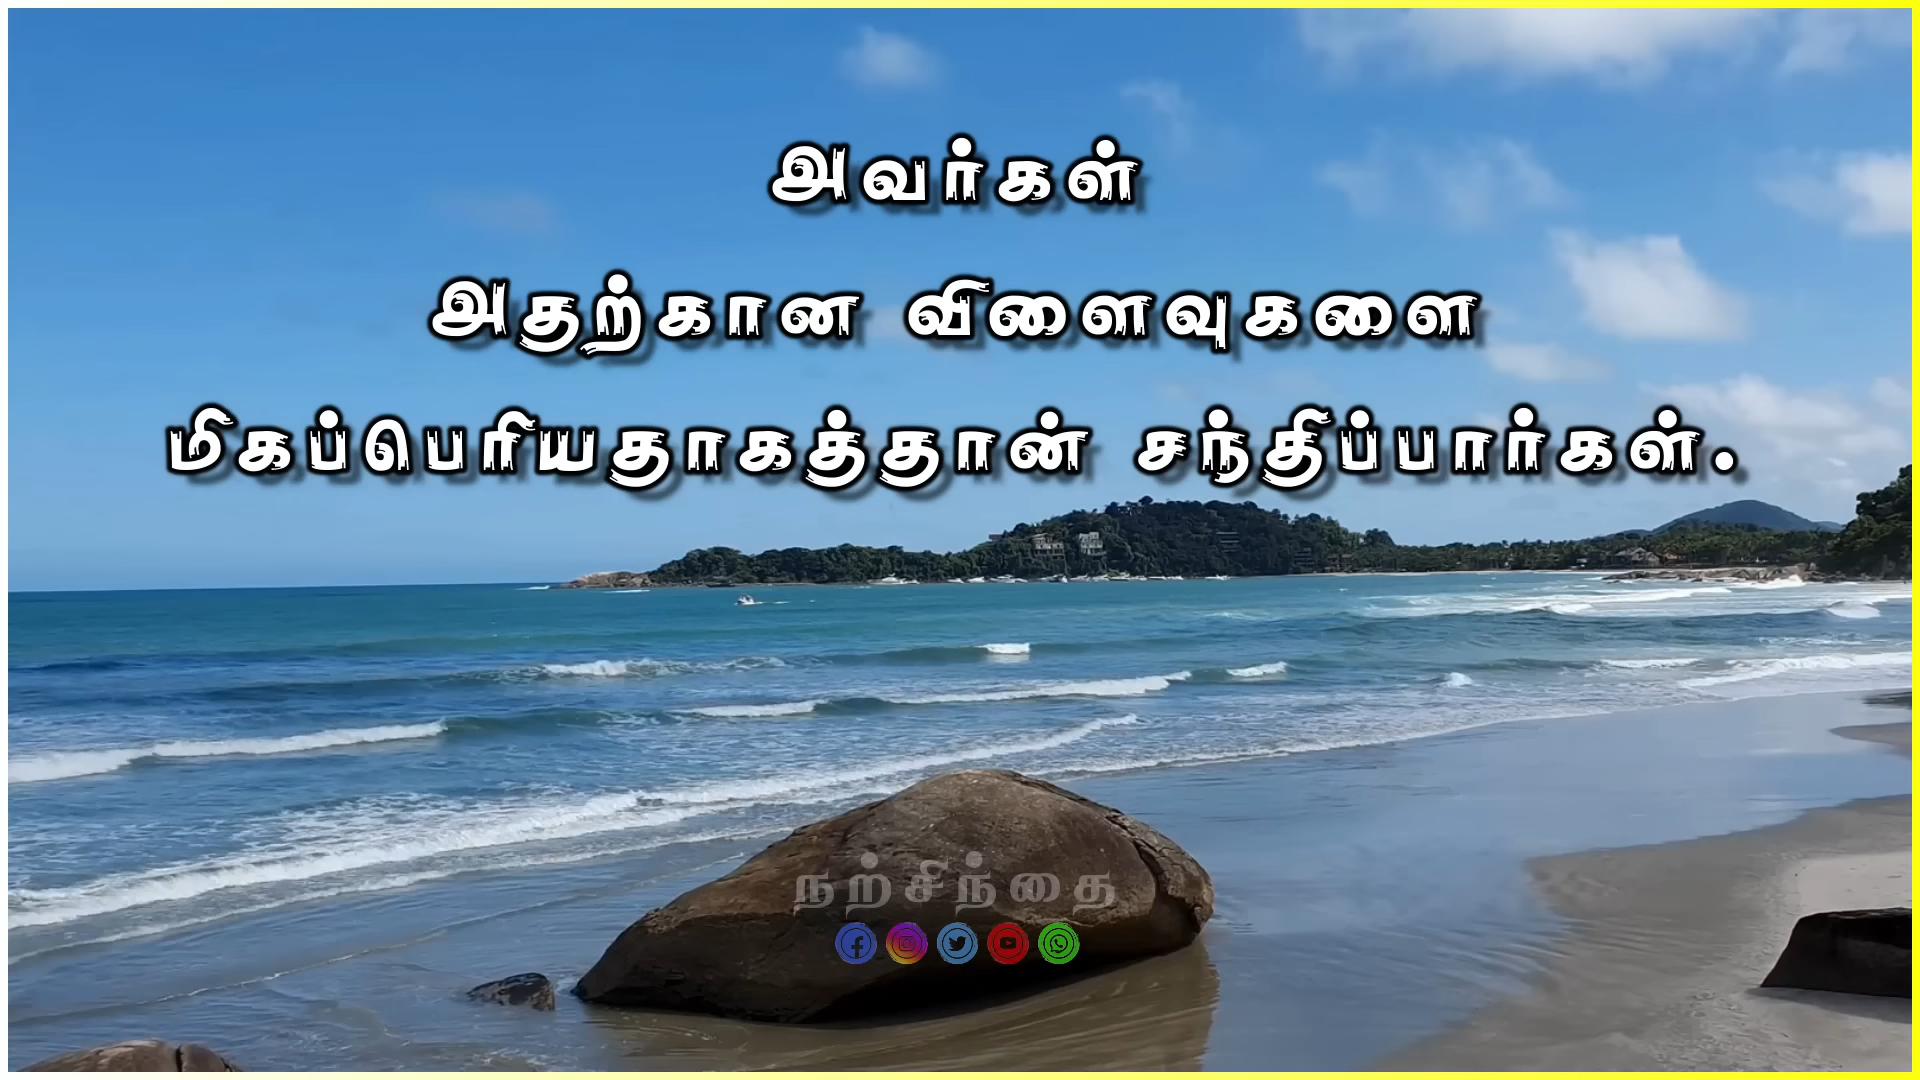 அவர்கள்
அதற்கான விளைவுகளை
மிகப்பெரியதாகத்தான் சந்திப்பார்கள்.
நற்சிந்தை